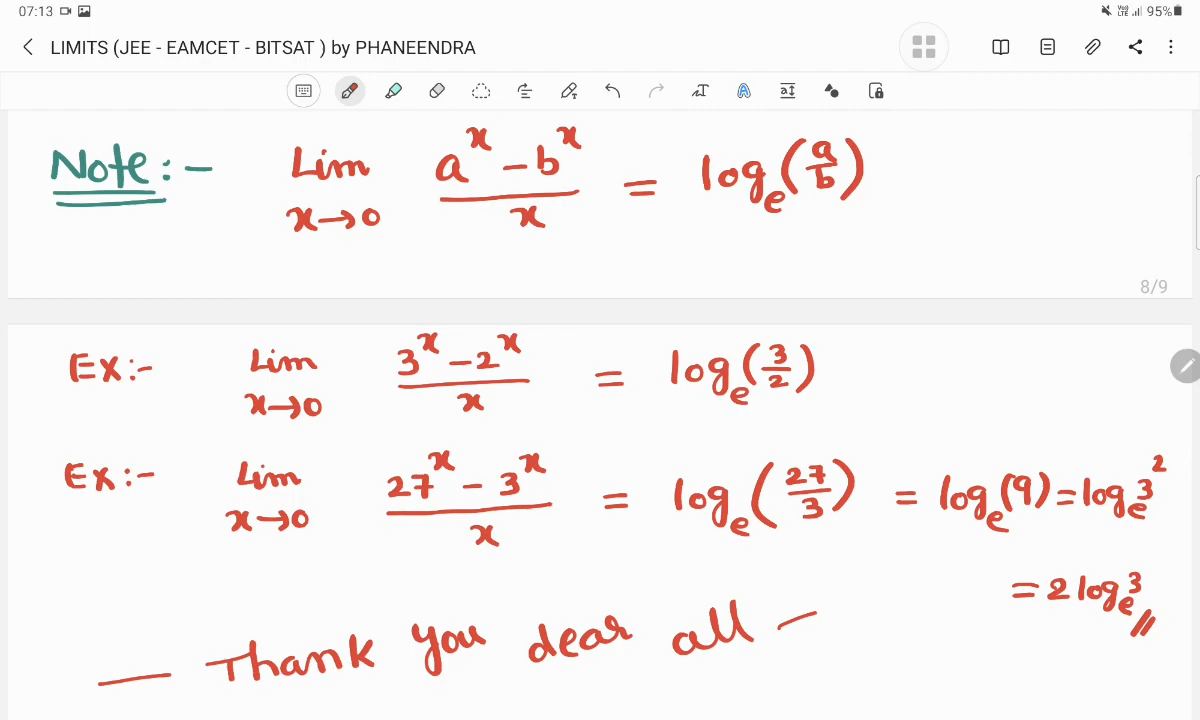 07:13 95%
LIMITS (JEE - EAMCET - BITSAT ) by PHANEENDRA
Note :- Lim x→0 (a^x - b^x)/x = log_e(a/b)
8/9
Ex:- Lim x→0 (3^x - 2^x)/x = log_e(3/2)
Ex:- Lim x→0 (27^x - 3^x)/x = log_e(27/3) = log_e(9) = log_e 3^2
= 2 log_e 3 //
— Thank you dear all —